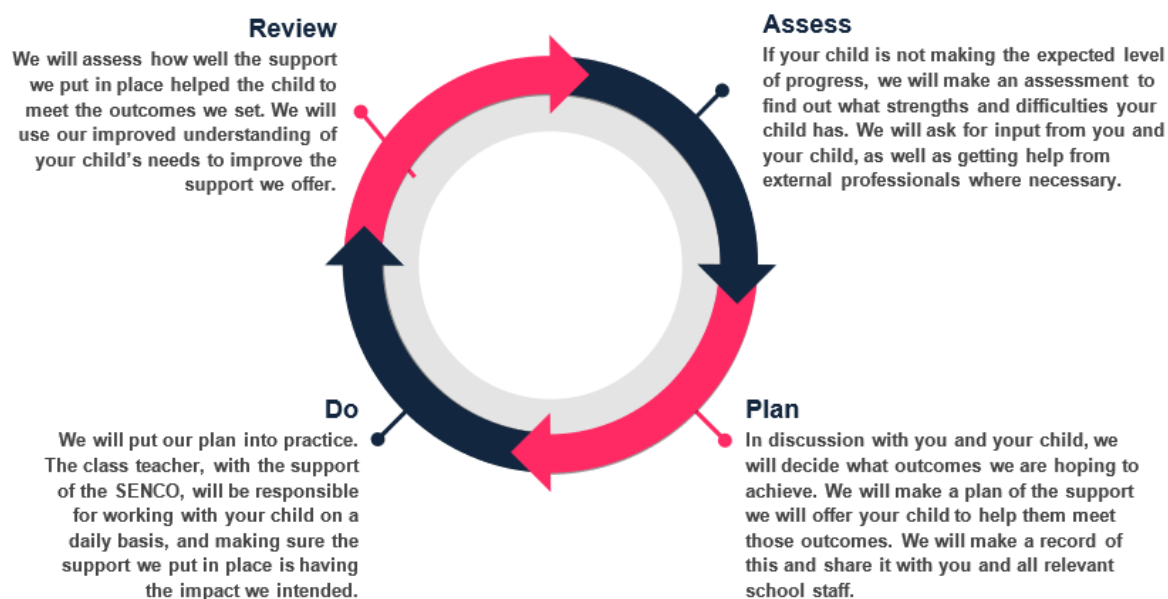 Review
We will assess how well the support
we put in place helped the child to
meet the outcomes we set. We will
use our improved understanding of
your child's needs to improve the
support we offer.
Assess
If your child is not making the expected level
of progress, we will make an assessment to
find out what strengths and difficulties your
child has. We will ask for input from you and
your child, as well as getting help from
external professionals where necessary.
Do
We will put our plan into practice.
The class teacher, with the support
of the SENCO, will be responsible
for working with your child on a
daily basis, and making sure the
support we put in place is having
the impact we intended.
Plan
In discussion with you and your child, we
will decide what outcomes we are hoping to
achieve. We will make a plan of the support
we will offer your child to help them meet
those outcomes. We will make a record of
this and share it with you and all relevant
school staff.